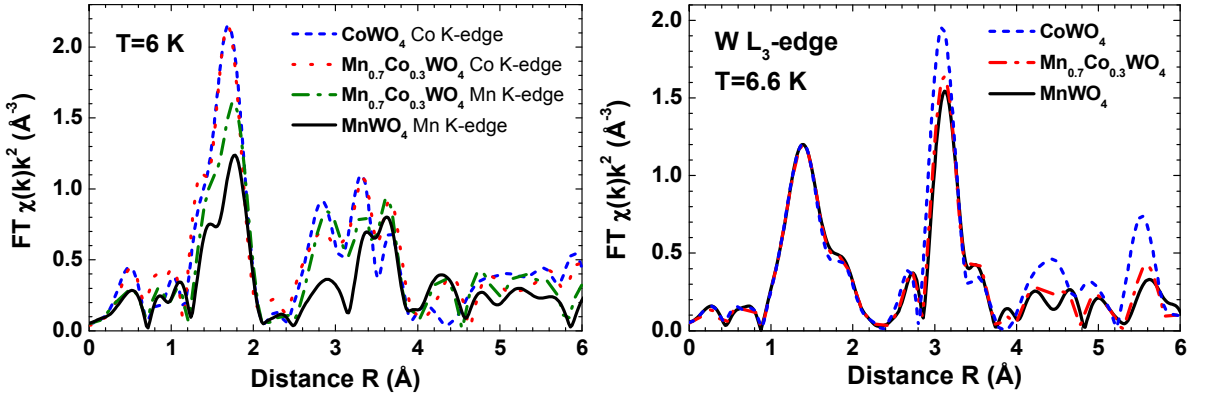 T=6 K
CoWO₄ Co K-edge
Mn₀.₇Co₀.₃WO₄ Co K-edge
Mn₀.₇Co₀.₃WO₄ Mn K-edge
MnWO₄ Mn K-edge
2.0
1.5
1.0
0.5
0.0
FT χ(k)k² (Å⁻³)
0 1 2 3 4 5 6
Distance R (Å)
W L₃-edge
T=6.6 K
CoWO₄
Mn₀.₇Co₀.₃WO₄
MnWO₄
2.0
1.5
1.0
0.5
0.0
FT χ(k)k² (Å⁻³)
0 1 2 3 4 5 6
Distance R (Å)